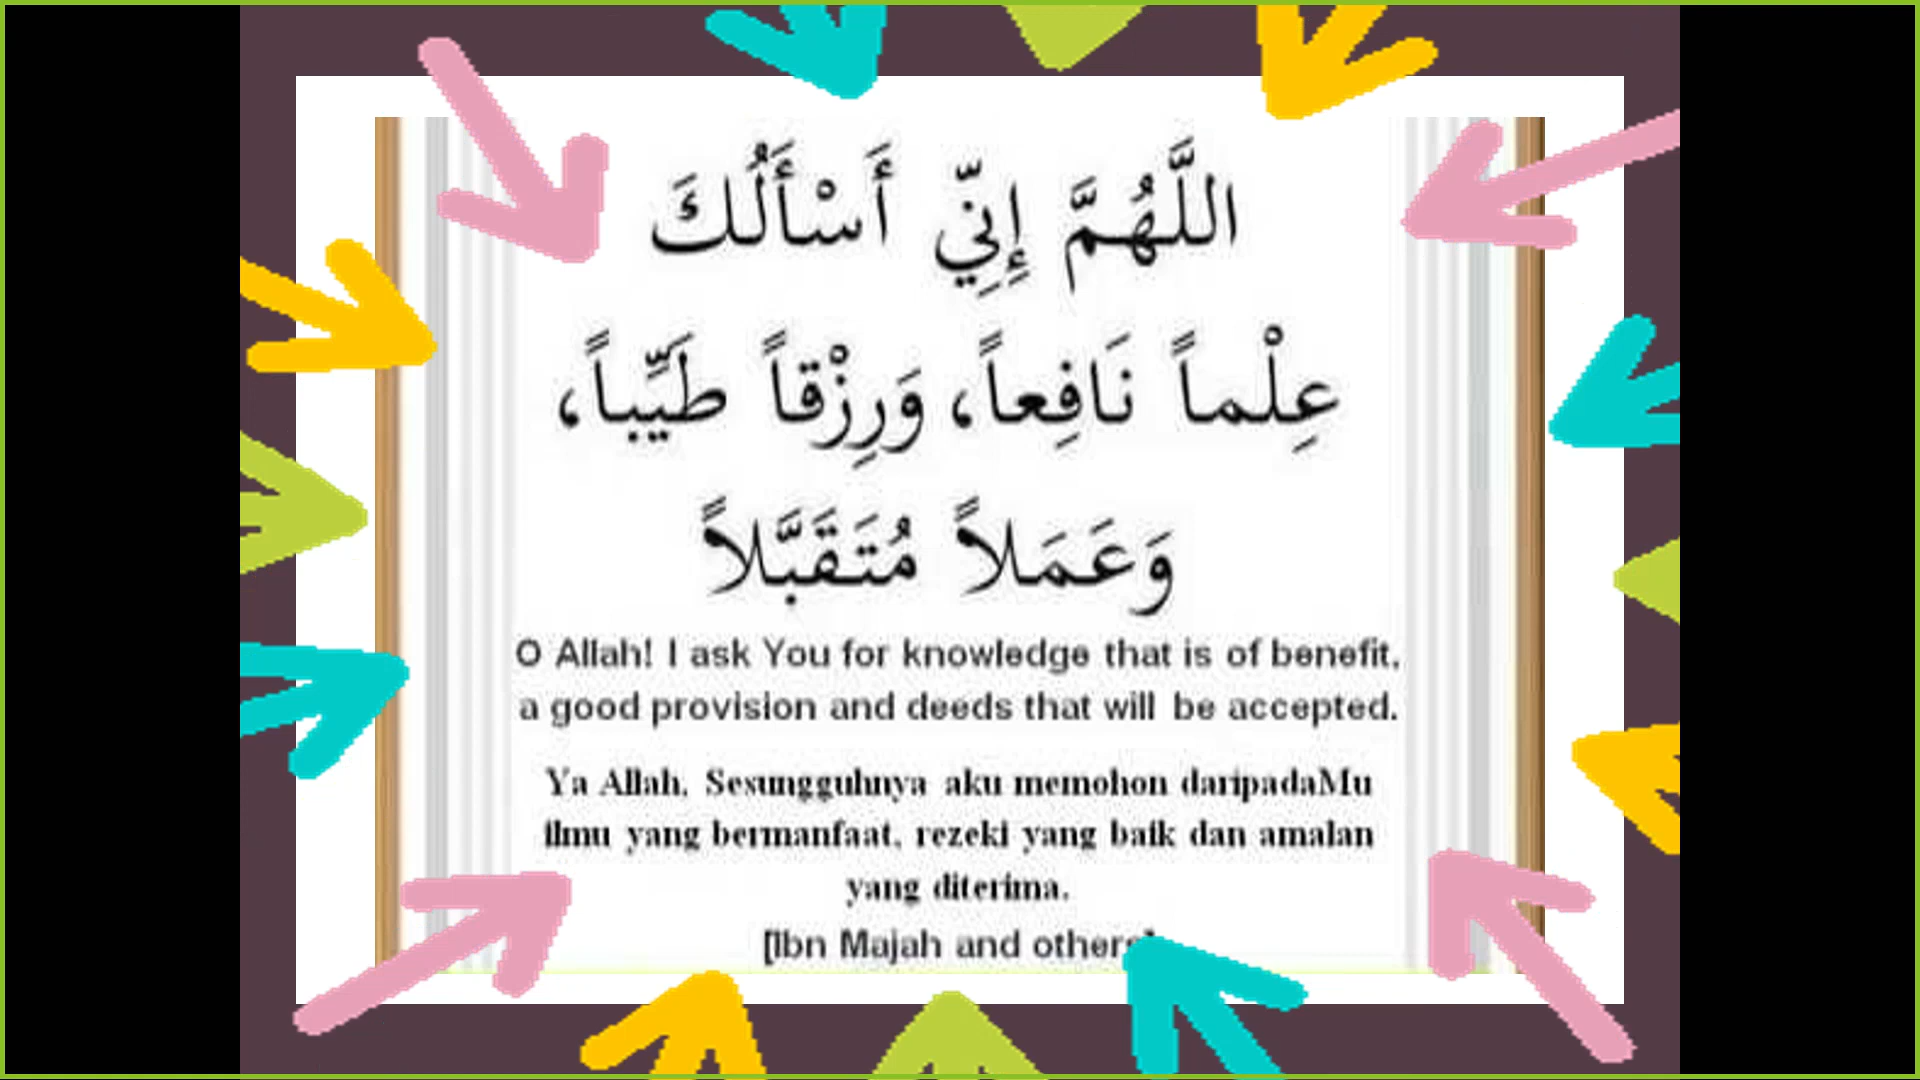 اللَّهُمَّ إِنِّي أَسْأَلُكَ
عِلْماً نَافِعاً، وَرِزْقاً طَيِّباً،
وَعَمَلاً مُتَقَبَّلاً
O Allah! I ask You for knowledge that is of benefit,
a good provision and deeds that will be accepted.
Ya Allah, Sesungguhnya aku memohon daripadaMu
ilmu yang bermanfaat, rezeki yang baik dan amalan
yang diterima.
[Ibn Majah and others]